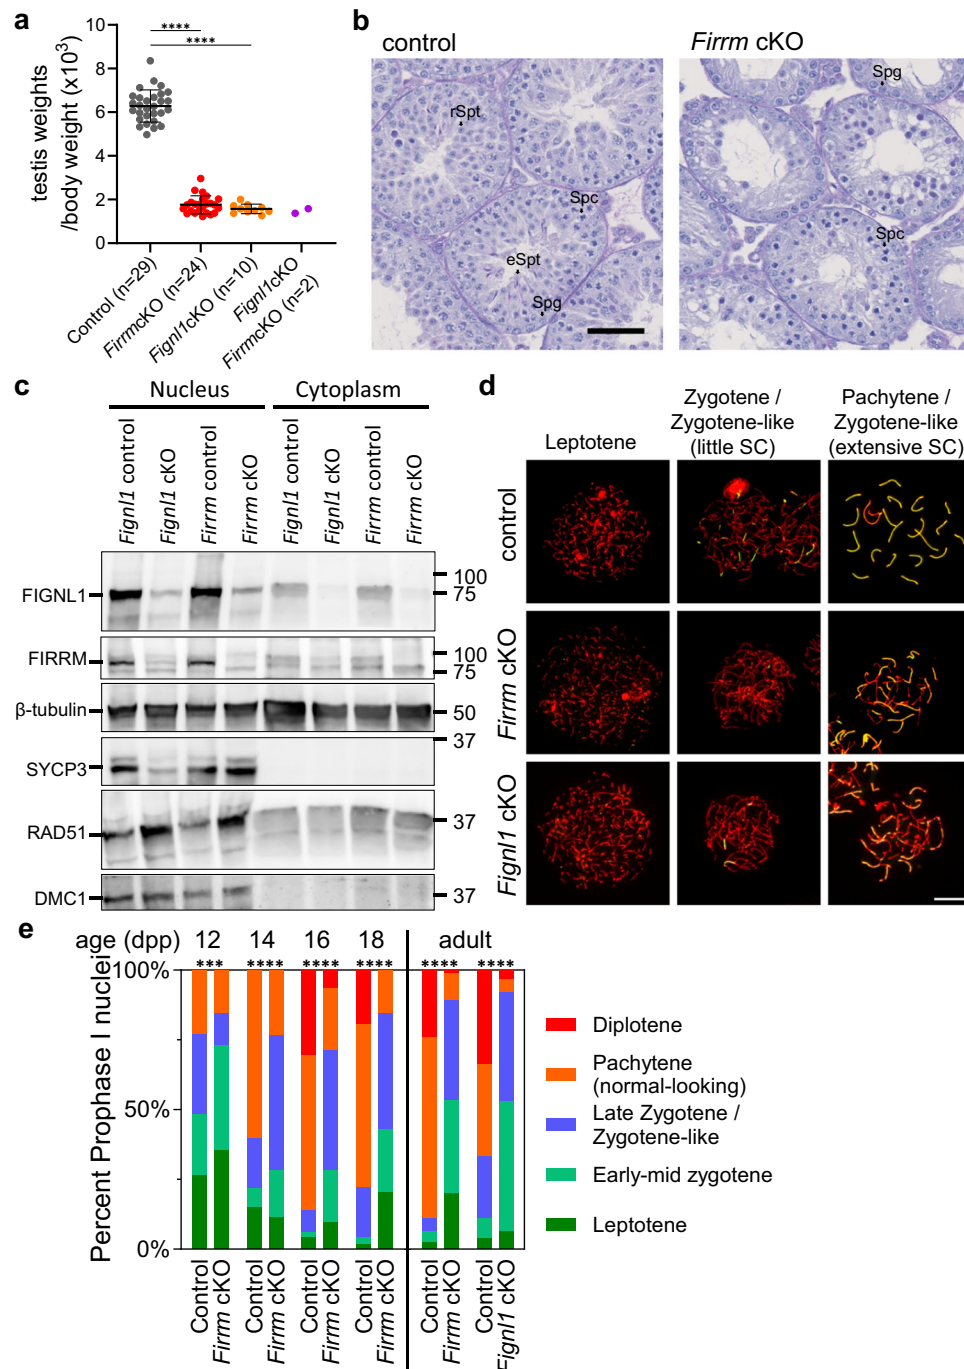 a
testis weights
/body weight (x10³)
10
8
6
4
2
0
****
****
Control (n=29)
FirrmcKO (n=24)
Fignl1cKO (n=10)
Fignl1cKO
FirrmcKO (n=2)
b
control
Firrm cKO
rSpt
Spc
eSpt
Spg
Spg
Spc
c
Nucleus
Cytoplasm
Fignl1 control
Fignl1 cKO
Firrm control
Firrm cKO
Fignl1 control
Fignl1 cKO
Firrm control
Firrm cKO
FIGNL1
100
75
FIRRM
100
75
β-tubulin
50
SYCP3
37
RAD51
37
DMC1
37
d
Leptotene
Zygotene /
Zygotene-like
(little SC)
Pachytene /
Zygotene-like
(extensive SC)
control
Firrm cKO
Fignl1 cKO
e
age (dpp) 12 14 16 18 adult
*** **** **** **** **** ****
Percent Prophase I nuclei
100%
50%
0%
Control
Firrm cKO
Control
Firrm cKO
Control
Firrm cKO
Control
Firrm cKO
Control
Firrm cKO
Control
Fignl1 cKO
Diplotene
Pachytene
(normal-looking)
Late Zygotene /
Zygotene-like
Early-mid zygotene
Leptotene